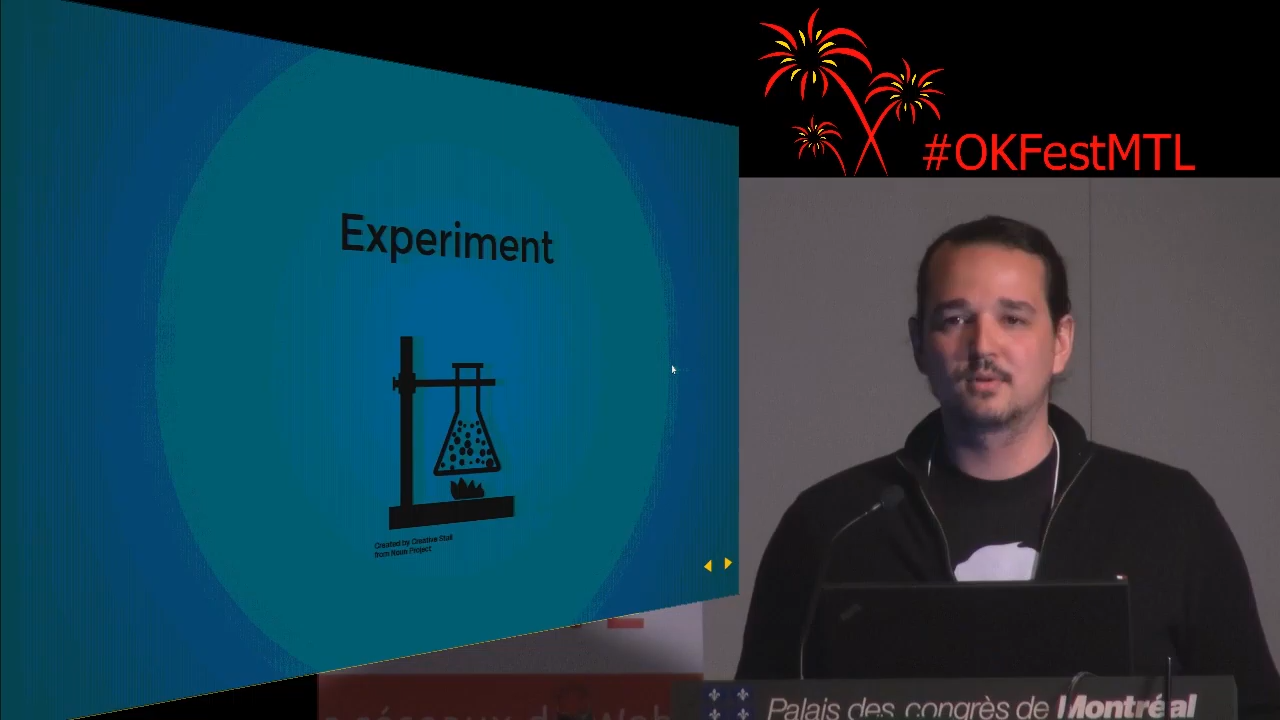 Experiment
Created by Creative Stall
from Noun Project
#OKFestMTL
Palais des congrès de Montréal